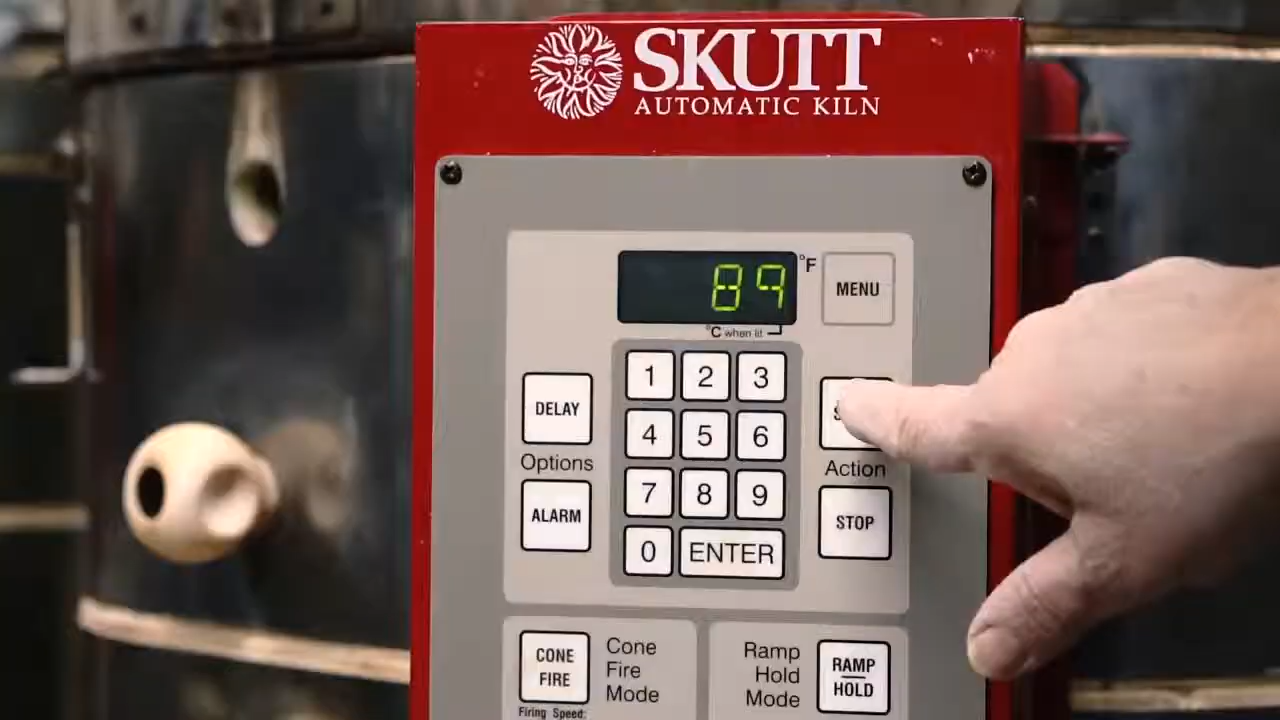 SKUTT
AUTOMATIC KILN
89
°F
MENU
°C when lit
1 2 3
DELAY
4 5 6
Options
Action
ALARM
7 8 9
STOP
0 ENTER
CONE
FIRE
Cone
Fire
Mode
Ramp
Hold
Mode
RAMP
HOLD
Firing Speed: